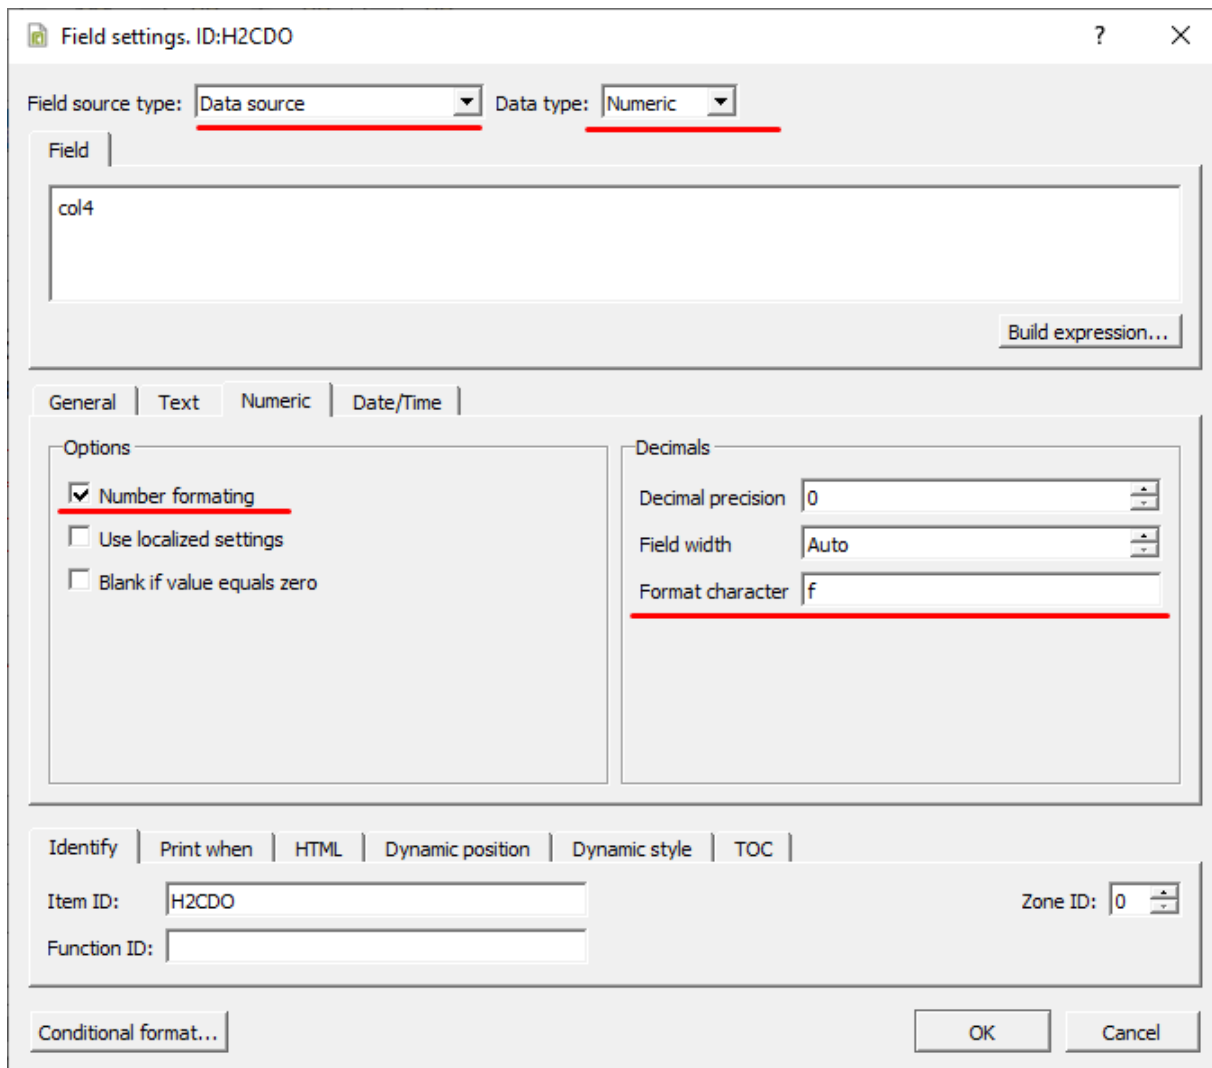 Field settings. ID:H2CDO ?
Field source type: Data source Data type: Numeric
Field
col4
Build expression...
General Text Numeric Date/Time
Options
Number formating
Use localized settings
Blank if value equals zero
Decimals
Decimal precision 0
Field width Auto
Format character f
Identify Print when HTML Dynamic position Dynamic style TOC
Item ID: H2CDO Zone ID: 0
Function ID:
Conditional format... OK Cancel